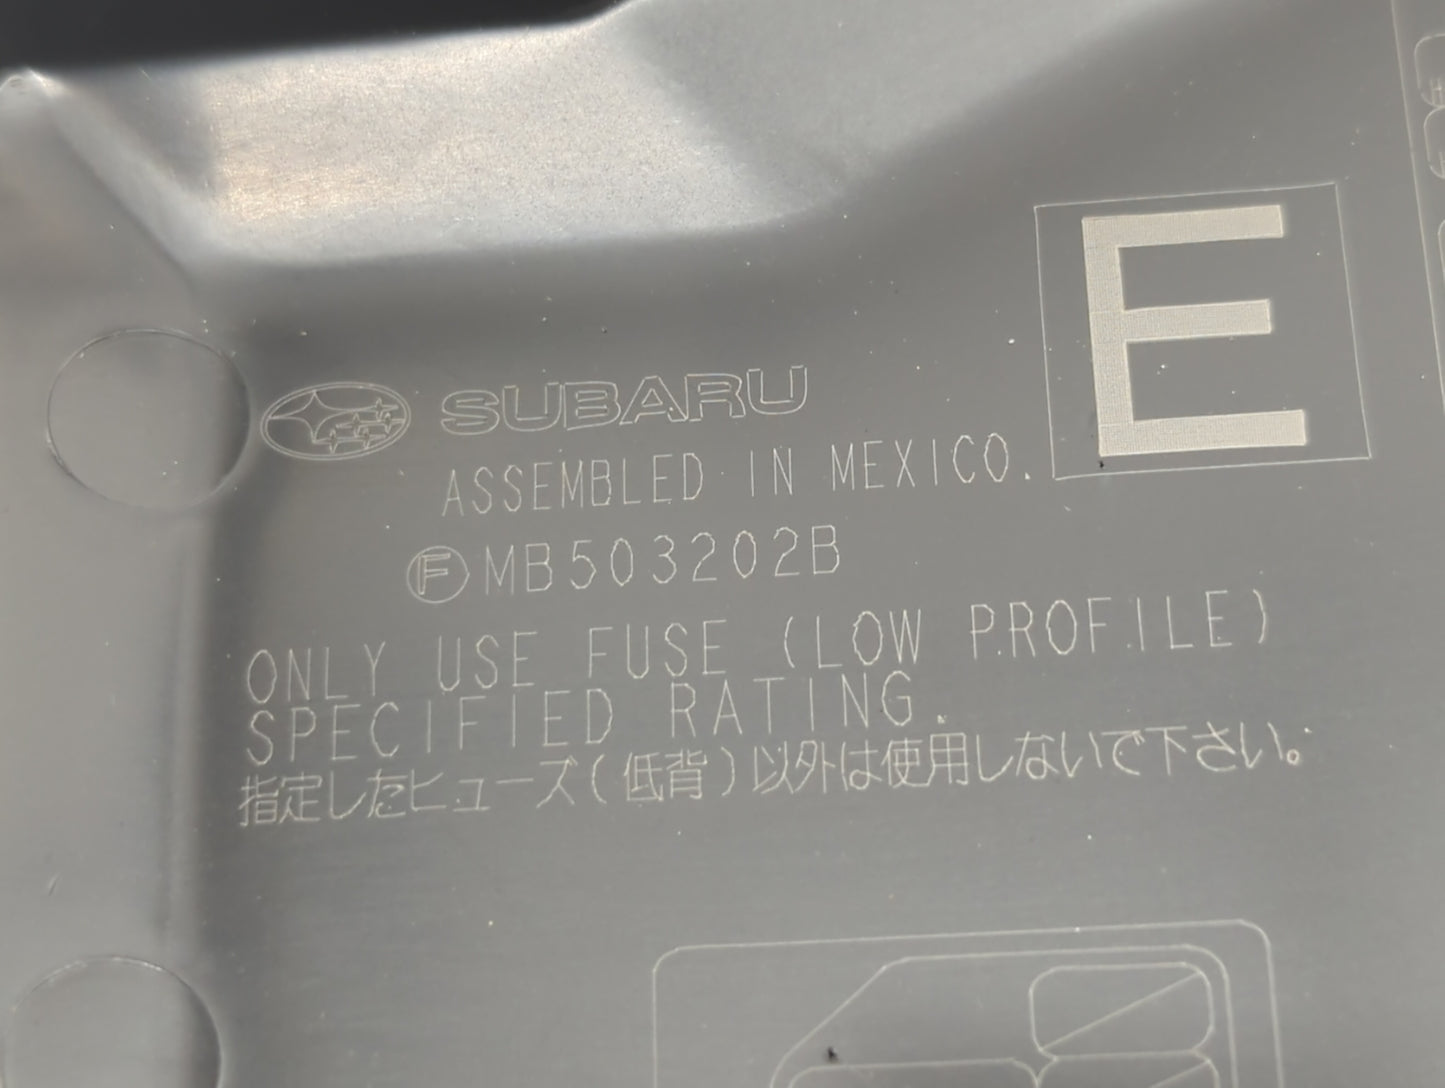 E
SUBARU
ASSEMBLED IN MEXICO.
Ⓕ MB503202B
ONLY USE FUSE (LOW PROFILE)
SPECIFIED RATING.
指定したヒューズ(低背)以外は使用しないで下さい。